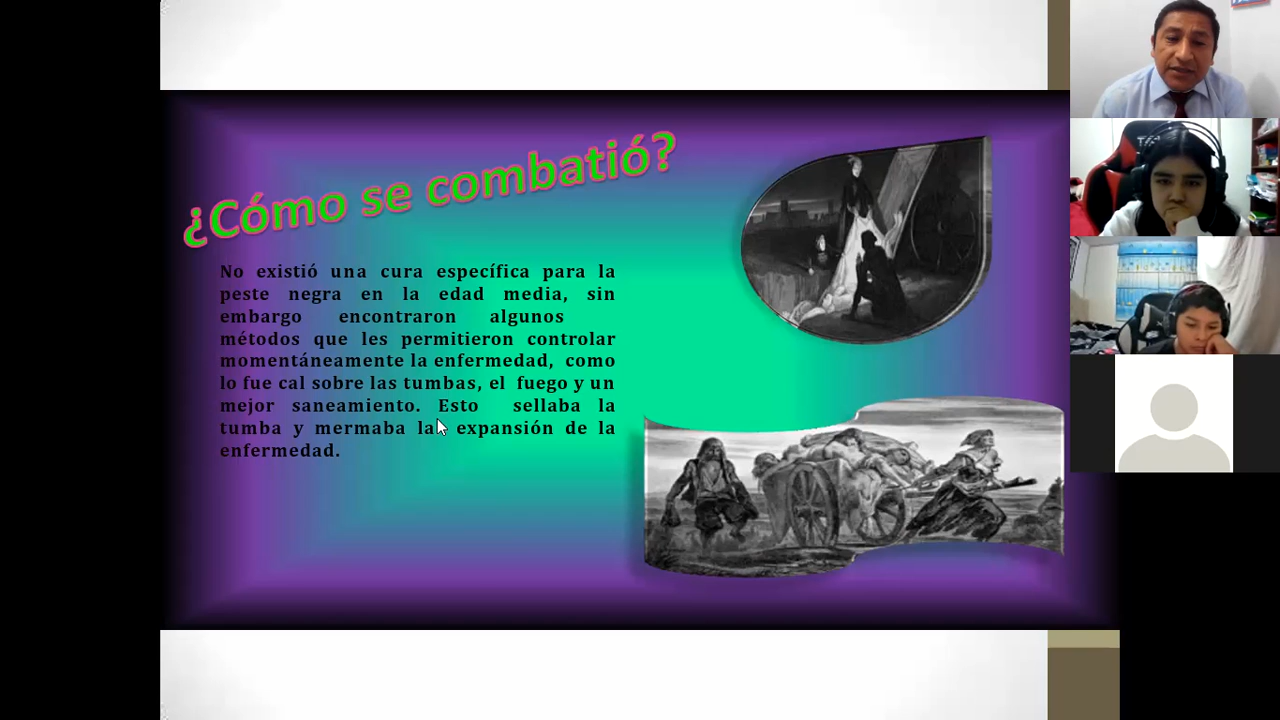 ¿Cómo se combatió?
No existió una cura específica para la
peste negra en la edad media, sin
embargo encontraron algunos
métodos que les permitieron controlar
momentáneamente la enfermedad, como
lo fue cal sobre las tumbas, el fuego y un
mejor saneamiento. Esto sellaba la
tumba y mermaba la expansión de la
enfermedad.